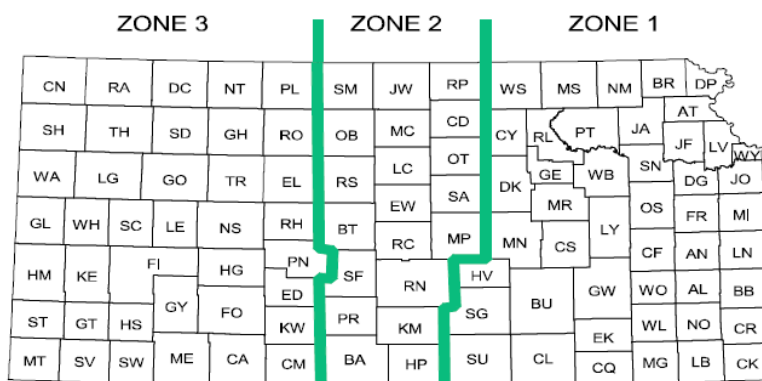 ZONE 3 ZONE 2 ZONE 1
CN RA DC NT PL SM JW RP WS MS NM BR DP
SH TH SD GH RO OB MC CD CY RL PT JA AT
JF LV WY
WA LG GO TR EL RS LC OT DK GE WB SN DG JO
GL WH SC LE NS RH BT EW SA MR OS FR MI
RC MP MN CS LY CF AN LN
HM KE FI HG PN SF RN HV BU GW WO AL BB
GY FO ED
ST GT HS KW PR KM SG EK WL NO CR
MT SV SW ME CA CM BA HP SU CL CQ MG LB CK